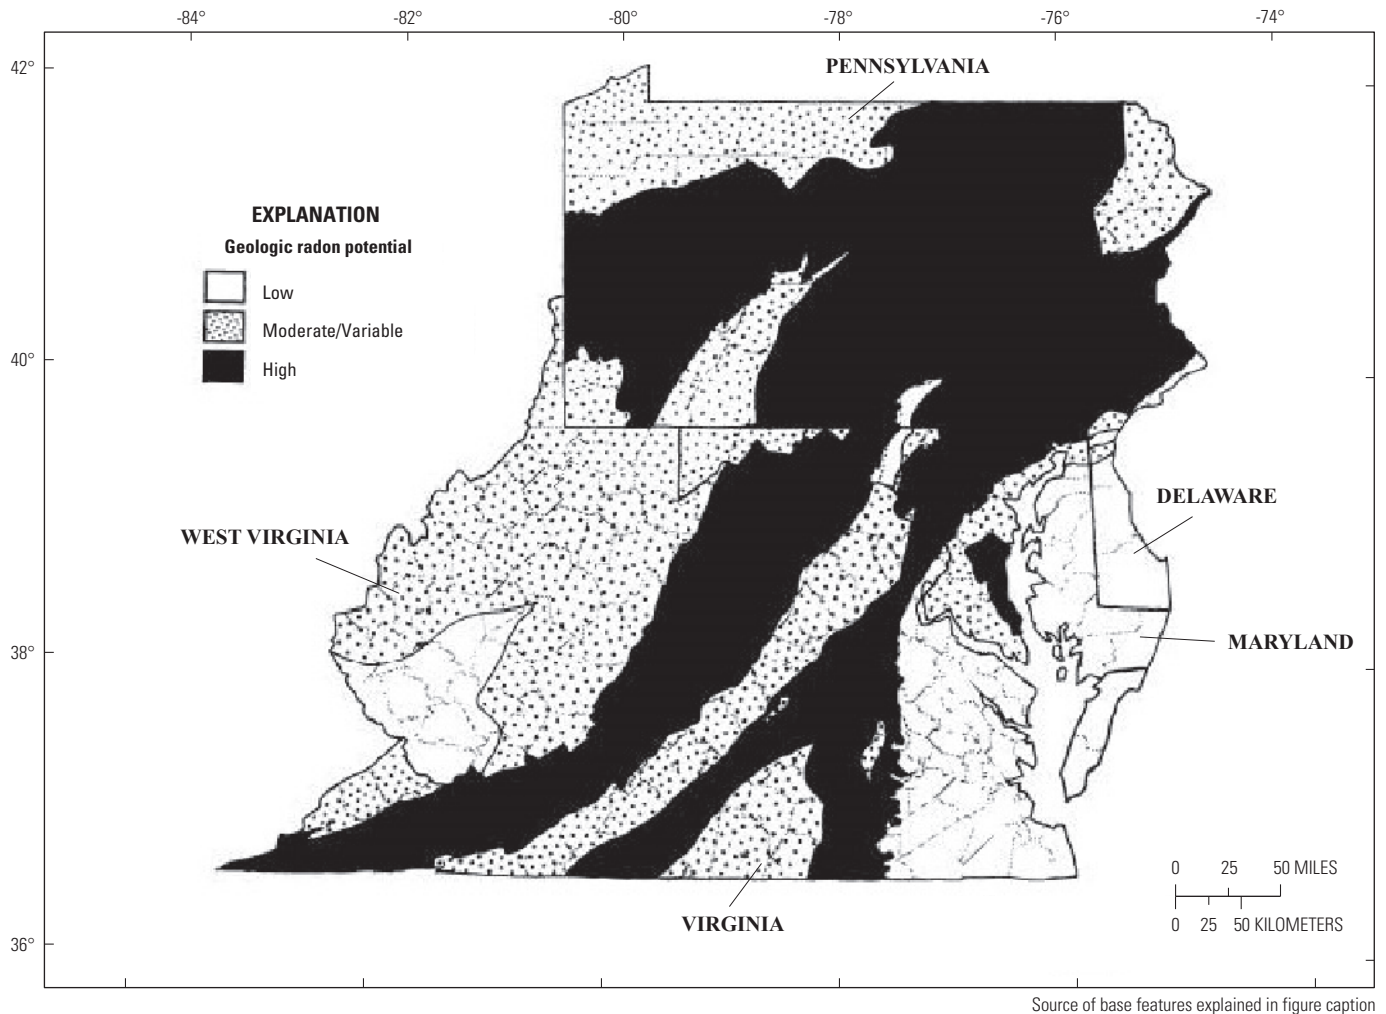 -84° -82° -80° -78° -76° -74°
42°
PENNSYLVANIA
EXPLANATION
Geologic radon potential
Low
Moderate/Variable
High
40°
DELAWARE
WEST VIRGINIA
MARYLAND
38°
0 25 50 MILES
0 25 50 KILOMETERS
VIRGINIA
36°
Source of base features explained in figure caption